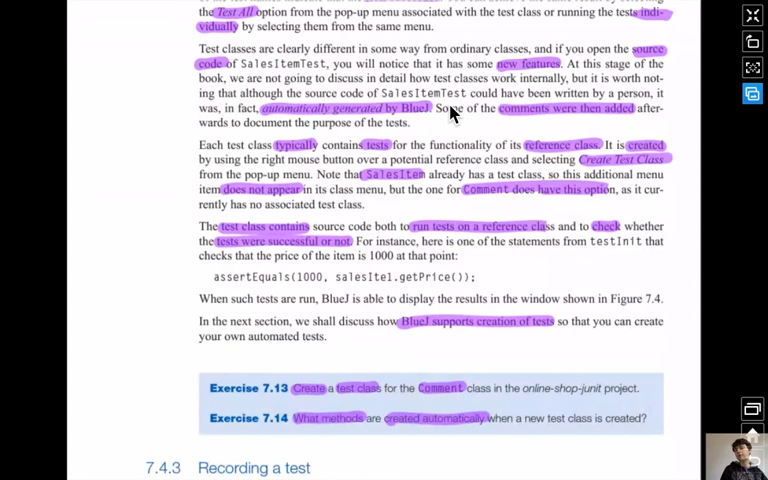 the Test All option from the pop-up menu associated with the test class or running the tests indi-
vidually by selecting them from the same menu.
Test classes are clearly different in some way from ordinary classes, and if you open the source
code of SalesItemTest, you will notice that it has some new features. At this stage of the
book, we are not going to discuss in detail how test classes work internally, but it is worth not-
ing that although the source code of SalesItemTest could have been written by a person, it
was, in fact, automatically generated by BlueJ. Some of the comments were then added after-
wards to document the purpose of the tests.
Each test class typically contains tests for the functionality of its reference class. It is created
by using the right mouse button over a potential reference class and selecting Create Test Class
from the pop-up menu. Note that SalesItem already has a test class, so this additional menu
item does not appear in its class menu, but the one for Comment does have this option, as it cur-
rently has no associated test class.
The test class contains source code both to run tests on a reference class and to check whether
the tests were successful or not. For instance, here is one of the statements from testInit that
checks that the price of the item is 1000 at that point:
assertEquals(1000, salesIte1.getPrice());
When such tests are run, BlueJ is able to display the results in the window shown in Figure 7.4.
In the next section, we shall discuss how BlueJ supports creation of tests so that you can create
your own automated tests.
Exercise 7.13 Create a test class for the Comment class in the online-shop-junit project.
Exercise 7.14 What methods are created automatically when a new test class is created?
7.4.3 Recording a test